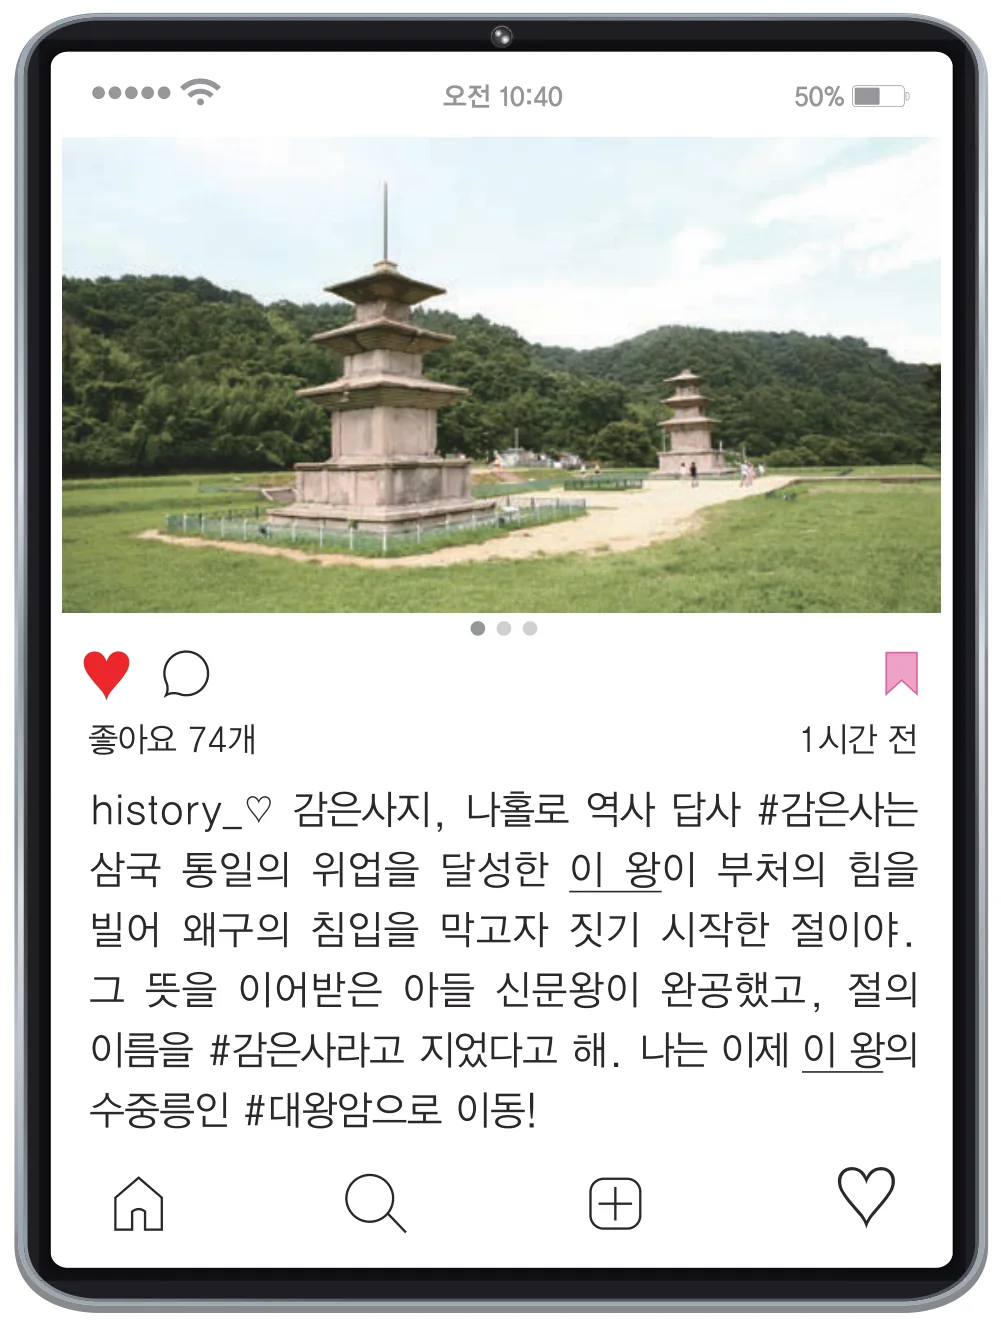 오전 10:40
50%
좋아요 74개
1시간 전
history_♡ 감은사지, 나홀로 역사 답사 #감은사는
삼국 통일의 위업을 달성한 이 왕이 부처의 힘을
빌어 왜구의 침입을 막고자 짓기 시작한 절이야.
그 뜻을 이어받은 아들 신문왕이 완공했고, 절의
이름을 #감은사라고 지었다고 해. 나는 이제 이 왕의
수중릉인 #대왕암으로 이동!